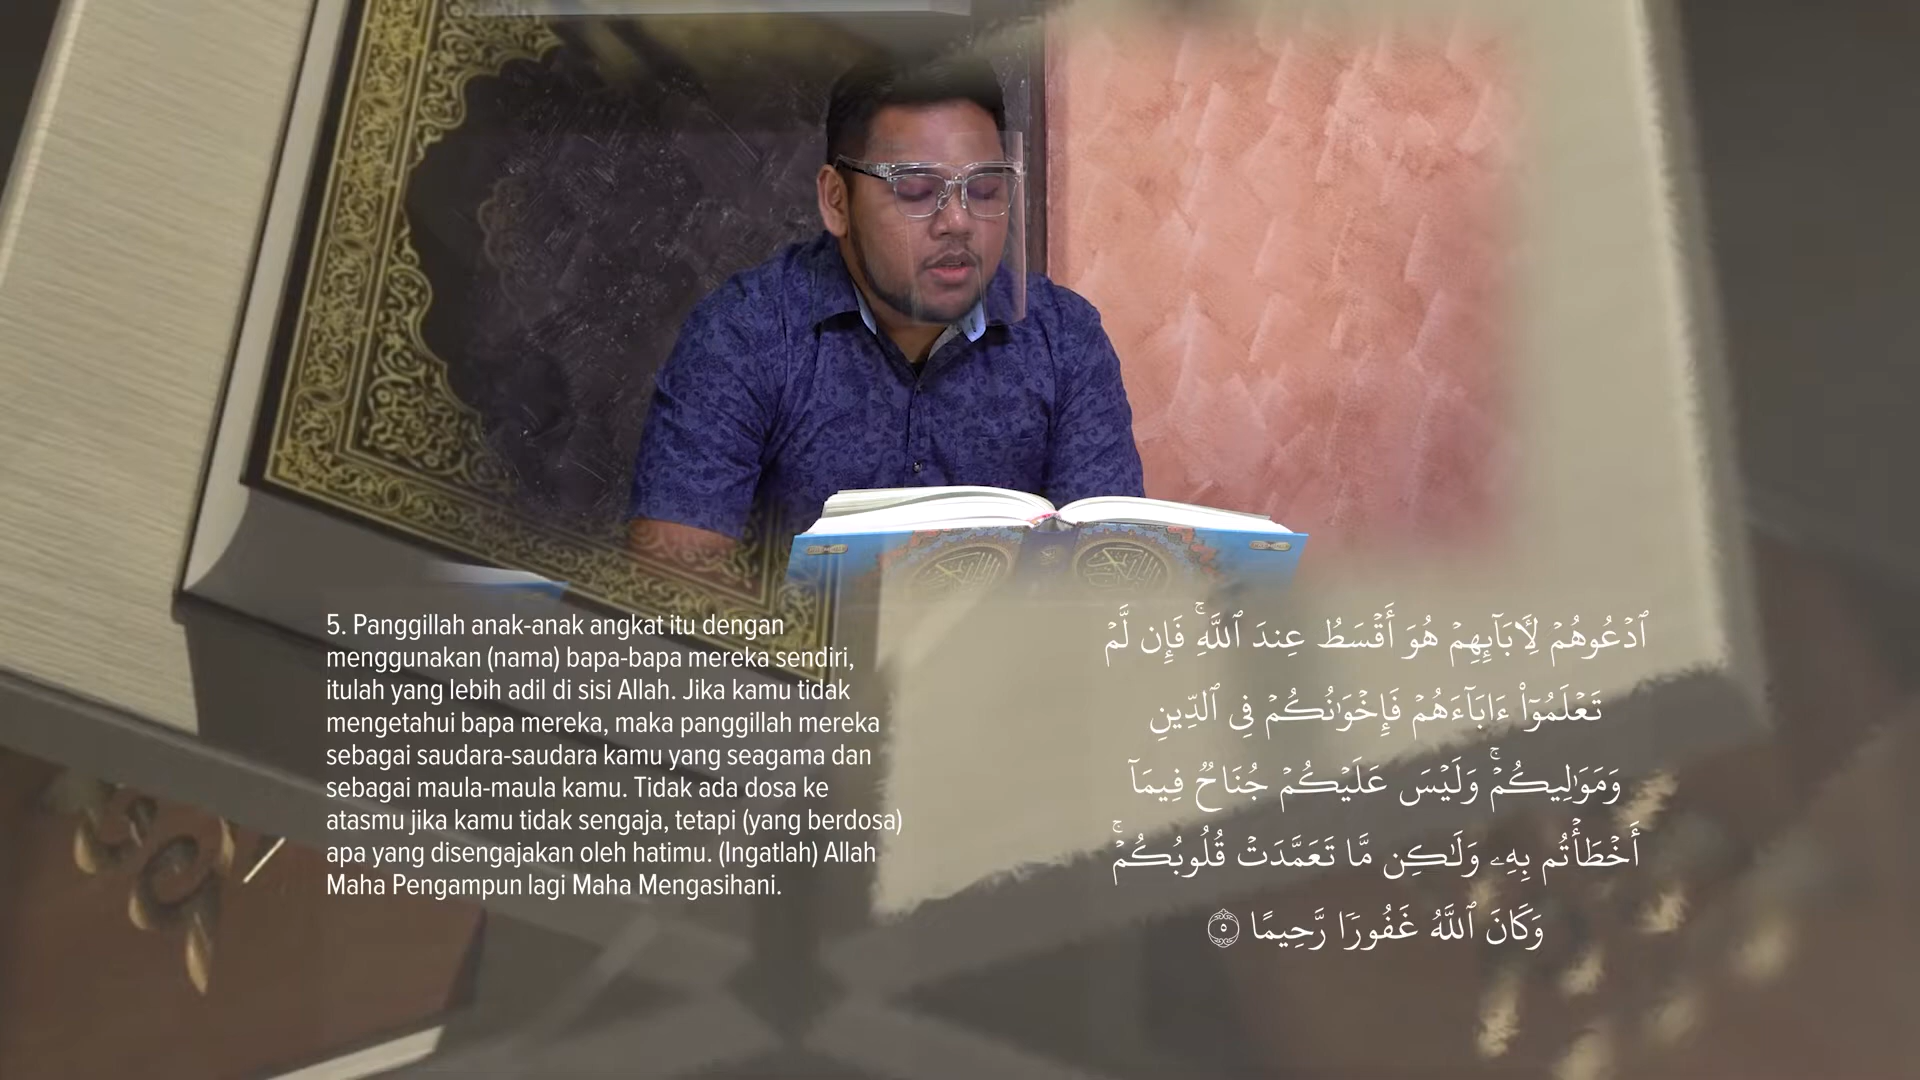 5. Panggillah anak-anak angkat itu dengan
menggunakan (nama) bapa-bapa mereka sendiri,
itulah yang lebih adil di sisi Allah. Jika kamu tidak
mengetahui bapa mereka, maka panggillah mereka
sebagai saudara-saudara kamu yang seagama dan
sebagai maula-maula kamu. Tidak ada dosa ke
atasmu jika kamu tidak sengaja, tetapi (yang berdosa)
apa yang disengajakan oleh hatimu. (Ingatlah) Allah
Maha Pengampun lagi Maha Mengasihani.
ٱدۡعُوهُمۡ لِأٓبَآئِهِمۡ هُوَ أَقۡسَطُ عِندَ ٱللَّهِۚ فَإِن لَّمۡ
تَعۡلَمُوٓاْ ءَابَآءَهُمۡ فَإِخۡوَٰنُكُمۡ فِي ٱلدِّينِ
وَمَوَٰلِيكُمۡۚ وَلَيۡسَ عَلَيۡكُمۡ جُنَاحٞ فِيمَآ
أَخۡطَأۡتُم بِهِۦ وَلَٰكِن مَّا تَعَمَّدَتۡ قُلُوبُكُمۡۚ
وَكَانَ ٱللَّهُ غَفُورٗا رَّحِيمًا ٥